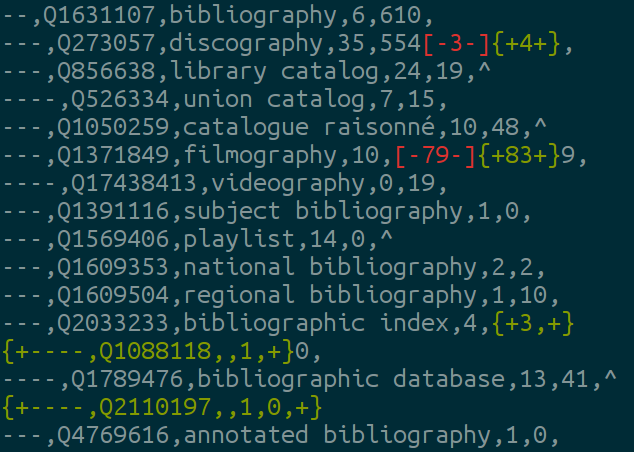 --,Q1631107,bibliography,6,610,
---,Q273057,discography,35,554[-3-]{+4+},
---,Q856638,library catalog,24,19,^
----,Q526334,union catalog,7,15,
---,Q1050259,catalogue raisonné,10,48,^
---,Q1371849,filmography,10,[-79-]{+83+}9,
----,Q17438413,videography,0,19,
---,Q1391116,subject bibliography,1,0,
---,Q1569406,playlist,14,0,^
---,Q1609353,national bibliography,2,2,
---,Q1609504,regional bibliography,1,10,
---,Q2033233,bibliographic index,4,{+3,+}
{+----,Q1088118,,1,+}0,
----,Q1789476,bibliographic database,13,41,^
{+----,Q2110197,,1,0,+}
---,Q4769616,annotated bibliography,1,0,